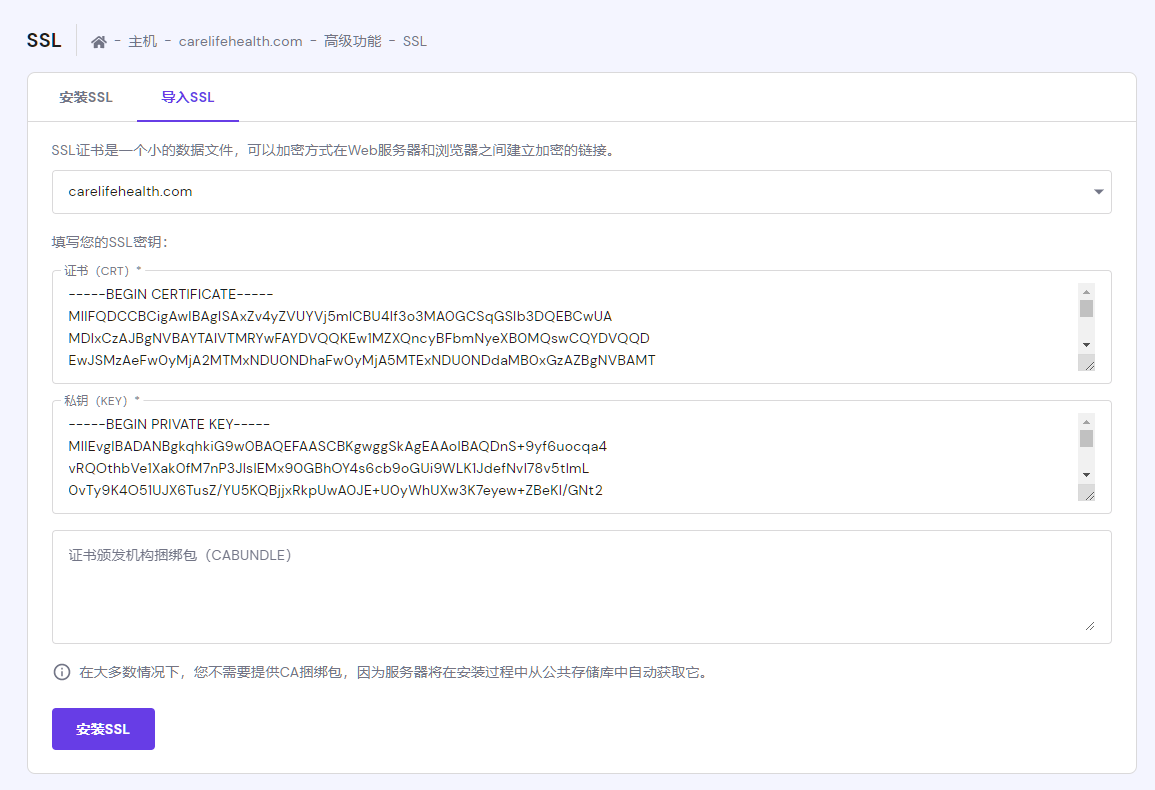 SSL
- 主机 - carelifehealth.com - 高级功能 - SSL
安装SSL 导入SSL
SSL证书是一个小的数据文件，可以加密方式在Web服务器和浏览器之间建立加密的链接。
carelifehealth.com
填写您的SSL密钥：
证书（CRT）*
-----BEGIN CERTIFICATE-----
MIIFQDCCBCigAwIBAgISAxZv4yZVUYVj5mICBU4If3o3MA0GCSqGSIb3DQEBCwUA
MDIxCzAJBgNVBAYTAlVTMRYwFAYDVQQKEw1MZXQncyBFbmNyeXB0MQswCQYDVQQD
EwJSMzAeFw0yMjA2MTMxNDU0NDhaFw0yMjA5MTExNDU0NDdaMB0xGzAZBgNVBAMT
私钥（KEY）*
-----BEGIN PRIVATE KEY-----
MIIEvgIBADANBgkqhkiG9w0BAQEFAASCBKgwggSkAgEAAoIBAQDnS+9yf6uocqa4
vRQOthbVe1Xak0fM7nP3JIsIEMx90GBhOY4s6cb9oGUi9WLK1JdefNvI78v5tImL
0vTy9K4O51UJX6TusZ/YU5KQBjjxRkpUwA0JE+U0yWhUXw3K7eyew+ZBeKI/GNt2
证书颁发机构捆绑包（CABUNDLE）
在大多数情况下，您不需要提供CA捆绑包，因为服务器将在安装过程中从公共存储库中自动获取它。
安装SSL